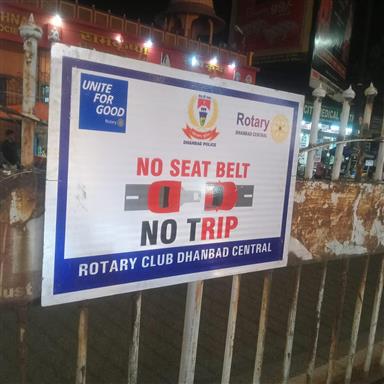 UNITE
FOR
GOOD
Rotary
DHANBAD POLICE
Rotary
DHANBAD CENTRAL
NO SEAT BELT
NO TRIP
ROTARY CLUB DHANBAD CENTRAL